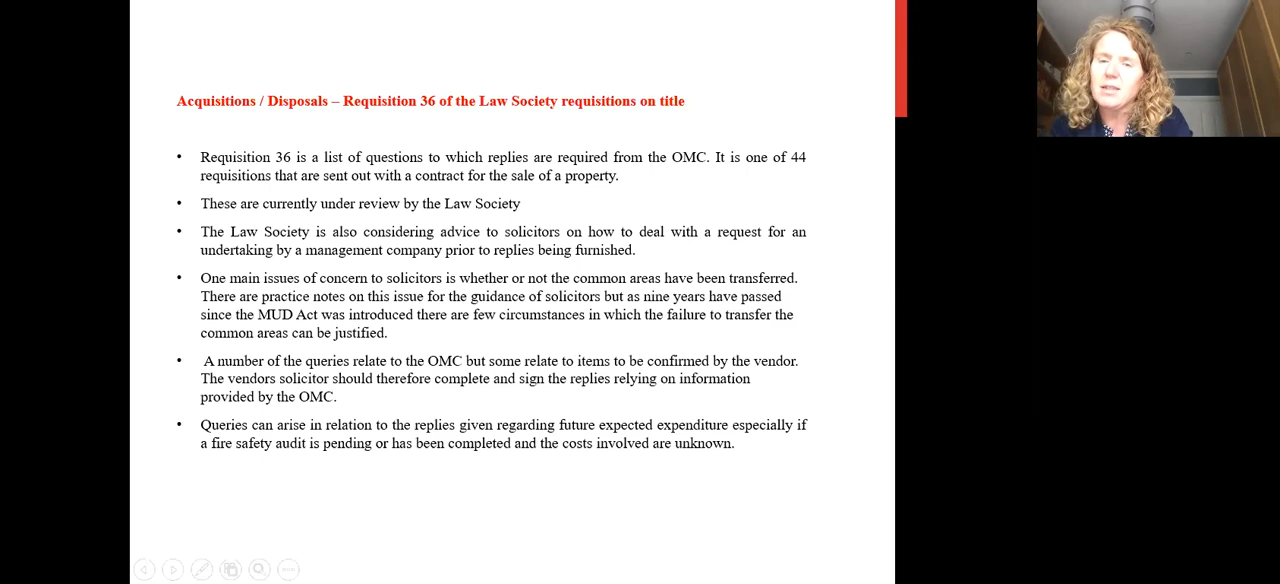 Acquisitions / Disposals – Requisition 36 of the Law Society requisitions on title
• Requisition 36 is a list of questions to which replies are required from the OMC. It is one of 44
requisitions that are sent out with a contract for the sale of a property.
• These are currently under review by the Law Society
• The Law Society is also considering advice to solicitors on how to deal with a request for an
undertaking by a management company prior to replies being furnished.
• One main issues of concern to solicitors is whether or not the common areas have been transferred.
There are practice notes on this issue for the guidance of solicitors but as nine years have passed
since the MUD Act was introduced there are few circumstances in which the failure to transfer the
common areas can be justified.
• A number of the queries relate to the OMC but some relate to items to be confirmed by the vendor.
The vendors solicitor should therefore complete and sign the replies relying on information
provided by the OMC.
• Queries can arise in relation to the replies given regarding future expected expenditure especially if
a fire safety audit is pending or has been completed and the costs involved are unknown.